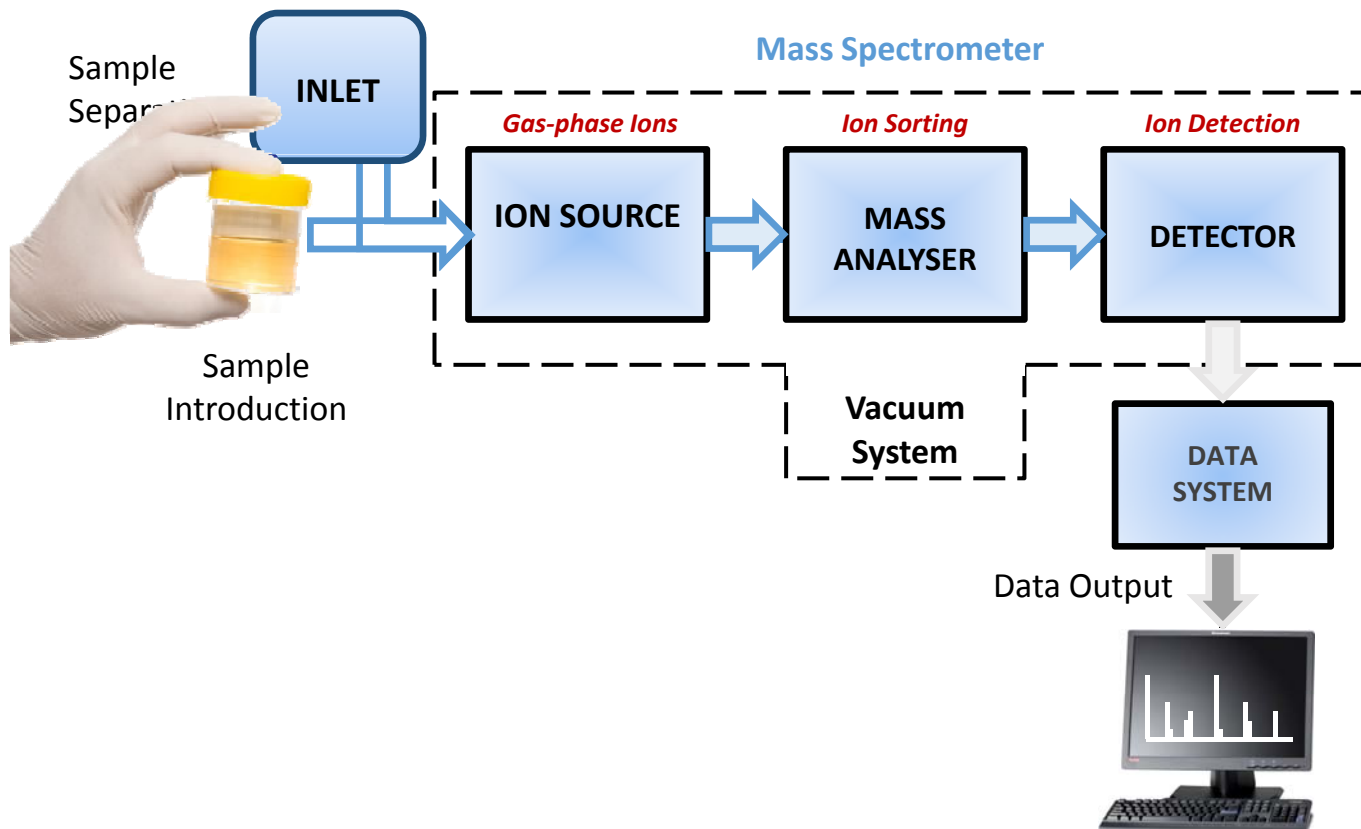 Mass Spectrometer
Sample
INLET
Gas-phase Ions
Ion Sorting
Ion Detection
ION SOURCE
MASS
ANALYSER
DETECTOR
Sample
Introduction
Vacuum
System
DATA
SYSTEM
Data Output